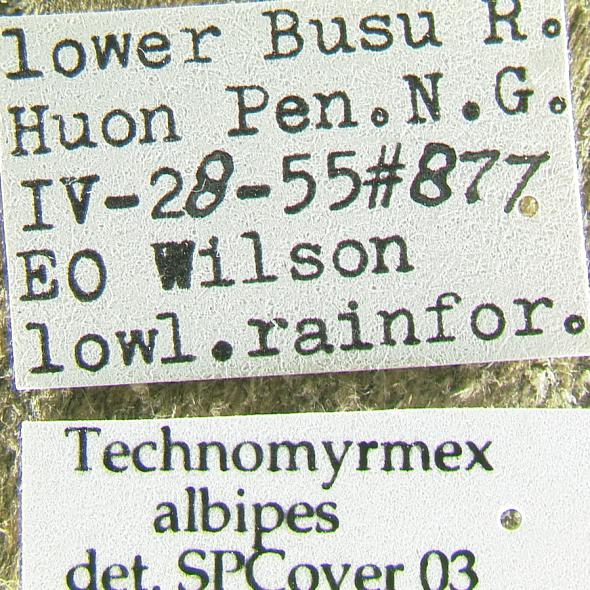 lower Busu R.
Huon Pen.N.G.
IV-28-55#877
EO Wilson
lowl.rainfor.
Technomyrmex
albipes
det. SPCover 03